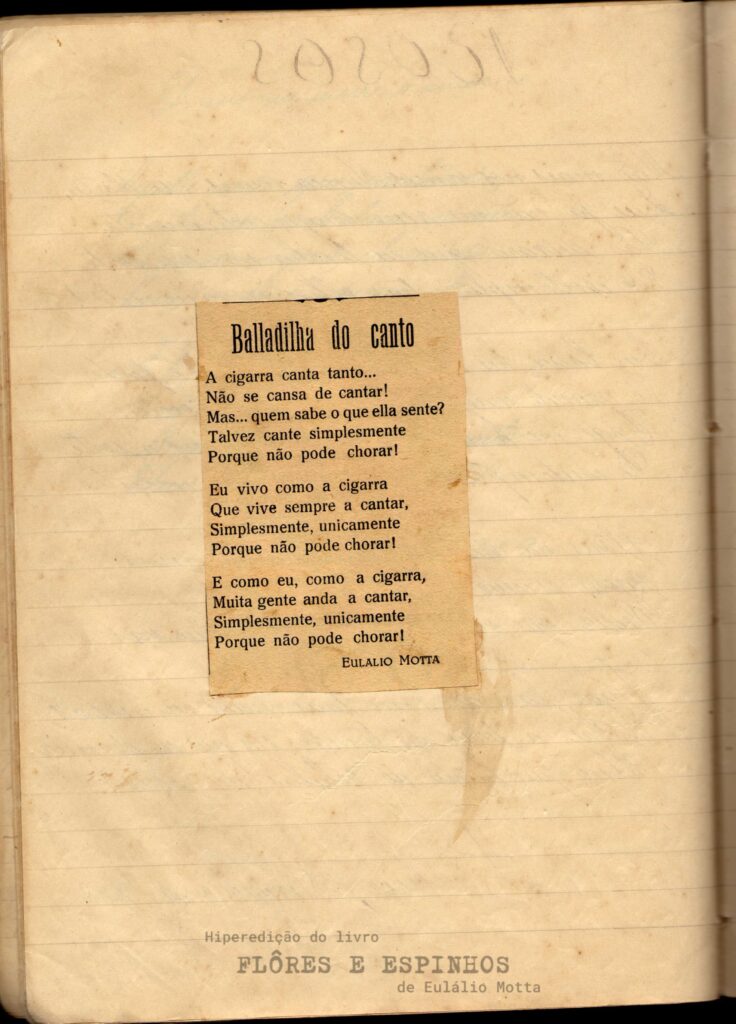 Balladilha do canto
A cigarra canta tanto...
Não se cansa de cantar!
Mas... quem sabe o que ella sente?
Talvez cante simplesmente
Porque não pode chorar!
Eu vivo como a cigarra
Que vive sempre a cantar,
Simplesmente, unicamente
Porque não pode chorar!
E como eu, como a cigarra,
Muita gente anda a cantar,
Simplesmente, unicamente
Porque não pode chorar!
EULALIO MOTTA
Hiperedição do livro
FLÔRES E ESPINHOS
de Eulálio Motta